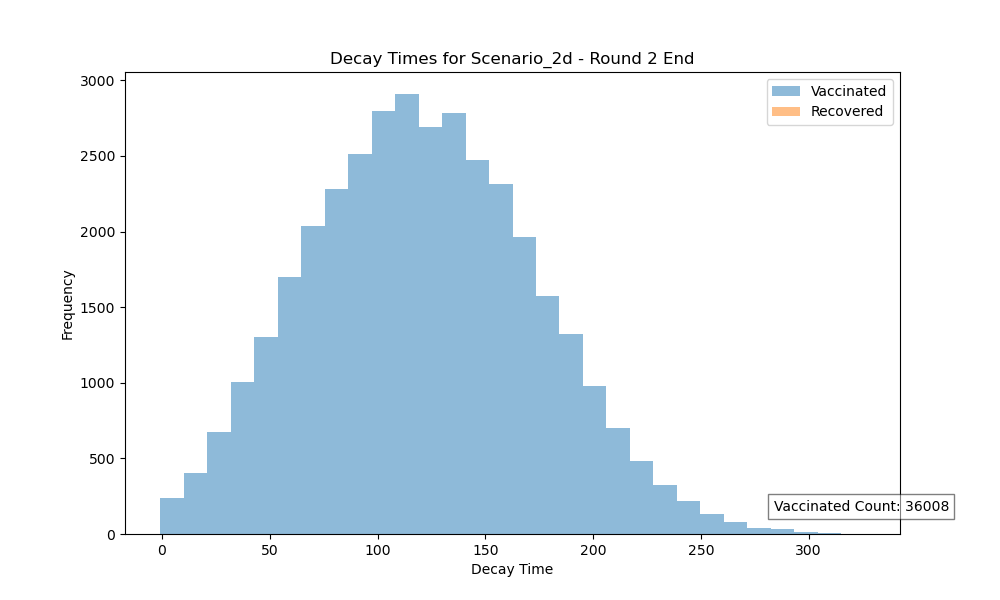 Decay Times for Scenario_2d - Round 2 End
Vaccinated
Recovered
3000
2500
2000
1500
1000
500
0
Frequency
Vaccinated Count: 36008
0 50 100 150 200 250 300
Decay Time